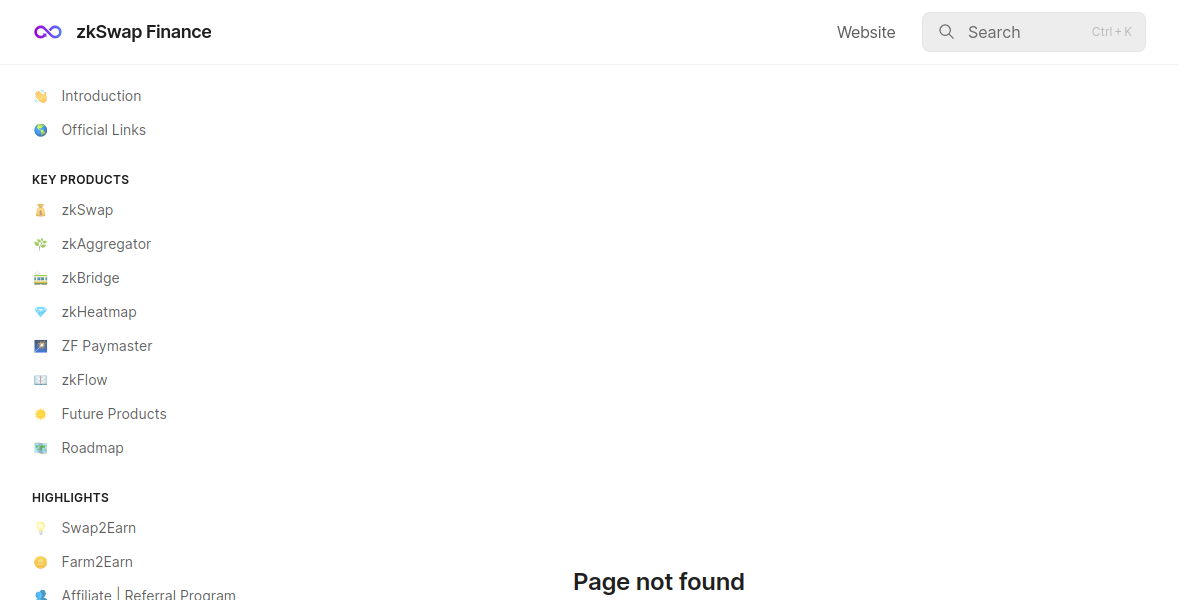 zkSwap Finance
Website
Search
Ctrl + K
Introduction
Official Links
KEY PRODUCTS
zkSwap
zkAggregator
zkBridge
zkHeatmap
ZF Paymaster
zkFlow
Future Products
Roadmap
HIGHLIGHTS
Swap2Earn
Farm2Earn
Affiliate | Referral Program
Page not found